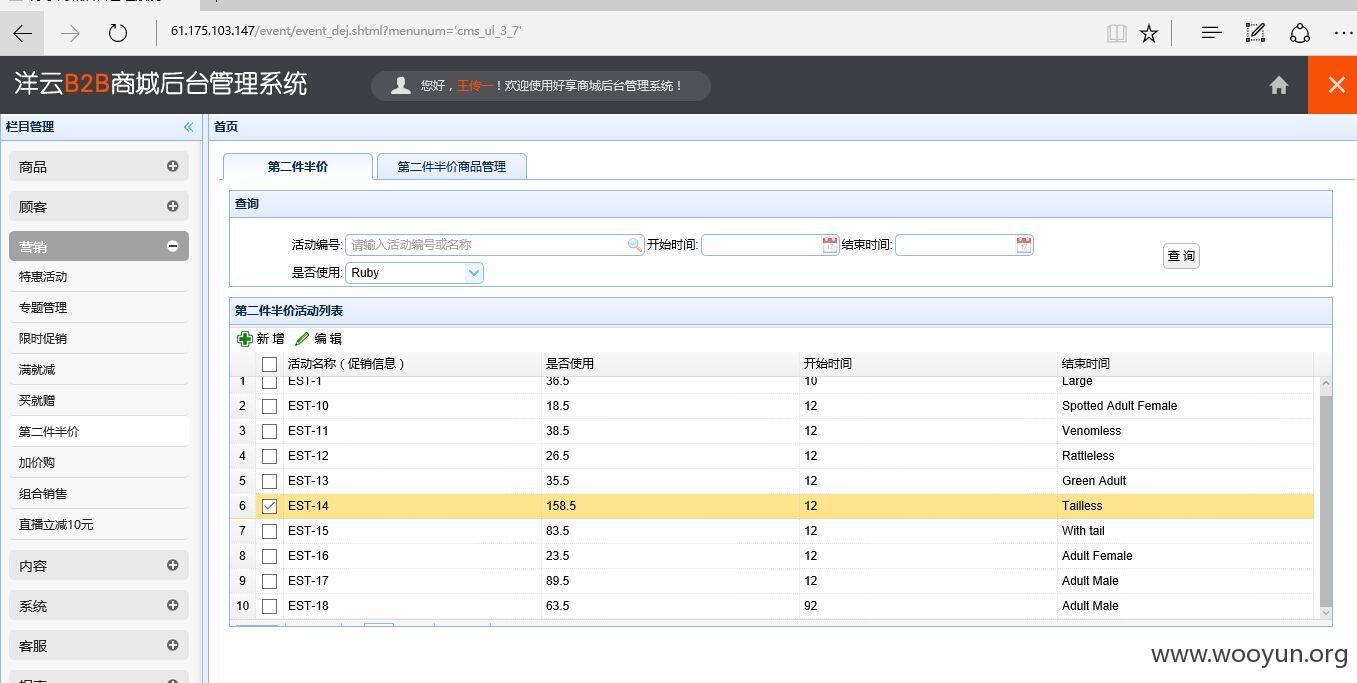 61.175.103.147/event/event_dej.shtml?menunum='cms_ul_3_7'
洋云B2B商城后台管理系统
您好，王传一！欢迎使用好享商城后台管理系统！
栏目管理
首页
商品
顾客
营销
特惠活动
专题管理
限时促销
满就减
买就赠
第二件半价
加价购
组合销售
直播立减10元
内容
系统
客服
第二件半价 第二件半价商品管理
查询
活动编号: 请输入活动编号或名称 开始时间: 结束时间:
是否使用: Ruby
查 询
第二件半价活动列表
新 增 编 辑
活动名称（促销信息） 是否使用 开始时间 结束时间
1 EST-1 36.5 10 Large
2 EST-10 18.5 12 Spotted Adult Female
3 EST-11 38.5 12 Venomless
4 EST-12 26.5 12 Rattleless
5 EST-13 35.5 12 Green Adult
6 EST-14 158.5 12 Tailless
7 EST-15 83.5 12 With tail
8 EST-16 23.5 12 Adult Female
9 EST-17 89.5 12 Adult Male
10 EST-18 63.5 92 Adult Male
www.wooyun.org